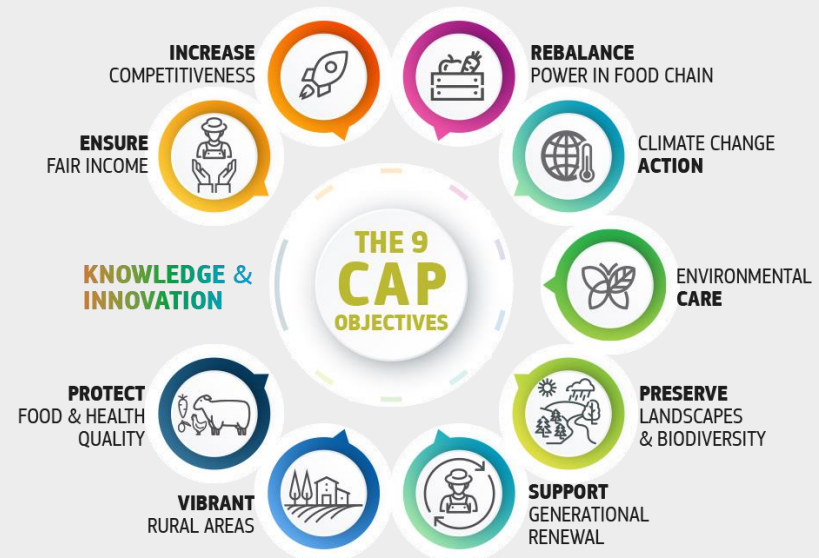 THE 9
CAP
OBJECTIVES
INCREASE
COMPETITIVENESS
REBALANCE
POWER IN FOOD CHAIN
ENSURE
FAIR INCOME
CLIMATE CHANGE
ACTION
KNOWLEDGE &
INNOVATION
ENVIRONMENTAL
CARE
PROTECT
FOOD & HEALTH
QUALITY
PRESERVE
LANDSCAPES
& BIODIVERSITY
VIBRANT
RURAL AREAS
SUPPORT
GENERATIONAL
RENEWAL